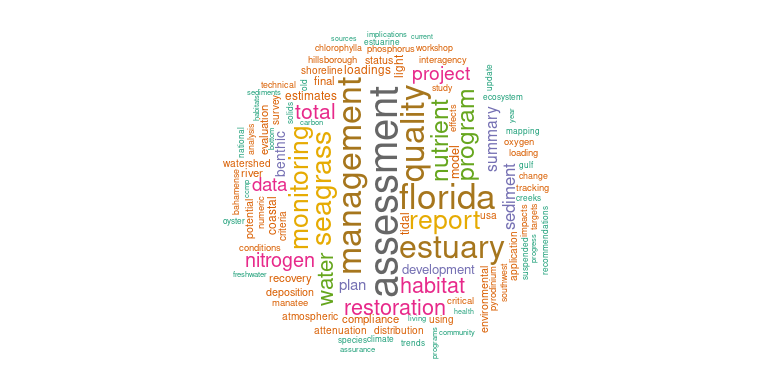 sources
implications
current
estuarine
chlorophylla
phosphorus
workshop
hillsborough
status
light
interagency
shoreline
loadings
project
update
technical
old
final
management
assessment
quality
study
sediments
estimates
nutrient
program
ecosystem
habitats
survey
solids
total
effects
summary
year
carbon
national
analysis
evaluation
bottom
benthic
monitoring
seagrass
model
mapping
oxygen
loading
watershed
river
gulf
change
data
florida
sediment
tracking
ccmp
bahamense
creeks
potential
numeric
coastal
criteria
tidal
report
usa
application
impacts
targets
oyster
suspended
progress
recommendations
conditions
estuary
nitrogen
water
development
environmental
pyrodinium
southwest
freshwater
recovery
plan
habitat
deposition
manatee
restoration
critical
health
atmospheric
compliance
living
using
attenuation
distribution
community
species
climate
trends
programs
assurance